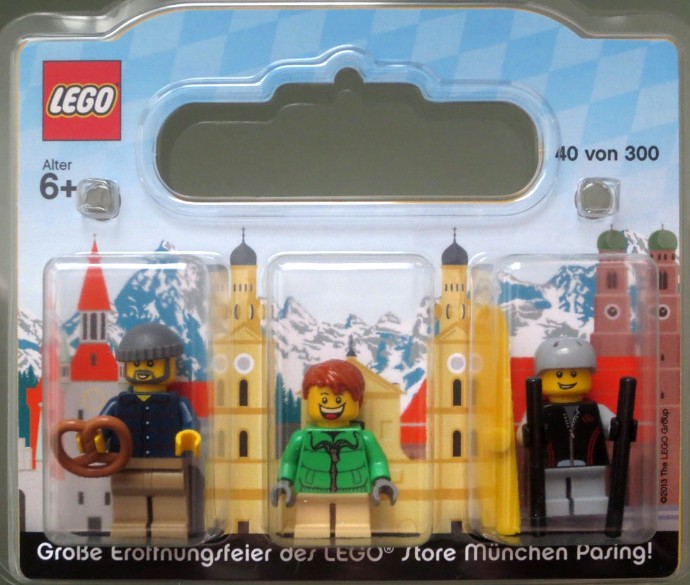 LEGO
Alter
6+
40 von 300
©2013 The LEGO Group
Große Eröffnungsfeier des LEGO® Store München Pasing!